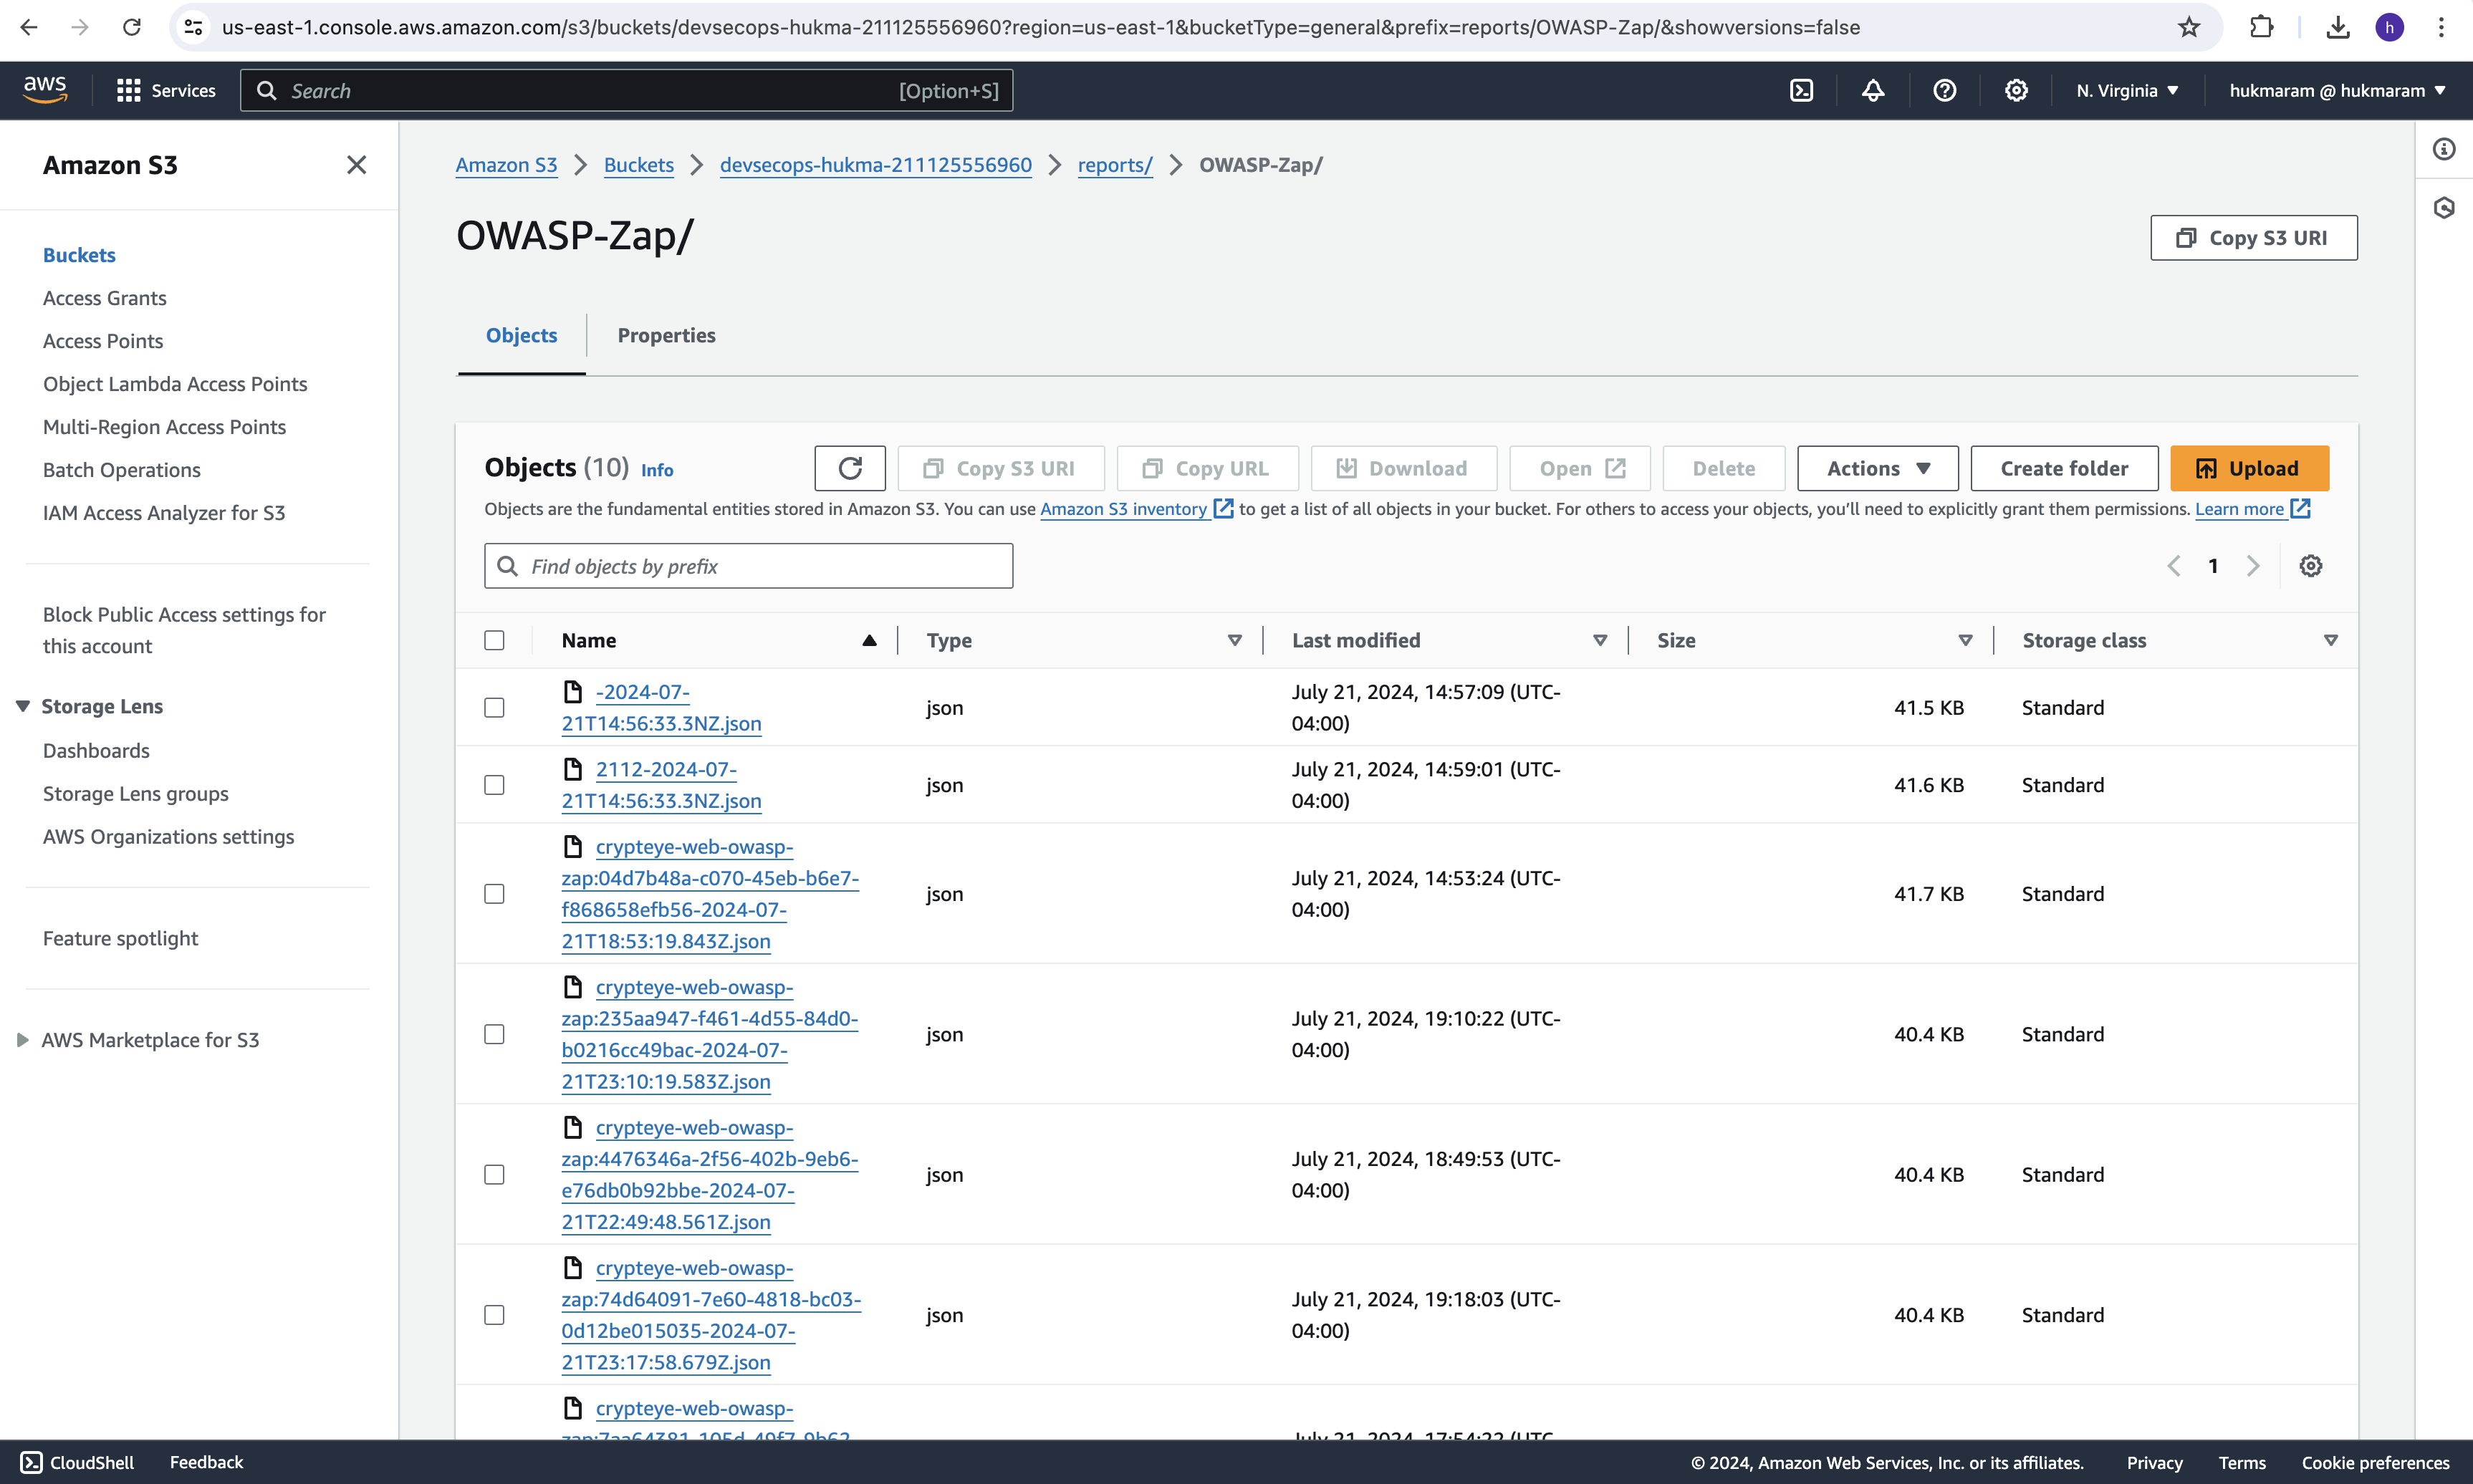 us-east-1.console.aws.amazon.com/s3/buckets/devsecops-hukma-211125556960?region=us-east-1&bucketType=general&prefix=reports/OWASP-Zap/&showversions=false
h
aws
Services
Search
[Option+S]
N. Virginia
hukmaram @ hukmaram
Amazon S3
Buckets
Access Grants
Access Points
Object Lambda Access Points
Multi-Region Access Points
Batch Operations
IAM Access Analyzer for S3
Block Public Access settings for
this account
Storage Lens
Dashboards
Storage Lens groups
AWS Organizations settings
Feature spotlight
AWS Marketplace for S3
Amazon S3
Buckets
devsecops-hukma-211125556960
reports/
OWASP-Zap/
OWASP-Zap/
Copy S3 URI
Objects
Properties
Objects (10) Info
Copy S3 URI
Copy URL
Download
Open
Delete
Actions
Create folder
Upload
Objects are the fundamental entities stored in Amazon S3. You can use Amazon S3 inventory to get a list of all objects in your bucket. For others to access your objects, you'll need to explicitly grant them permissions. Learn more
Find objects by prefix
1
Name
Type
Last modified
Size
Storage class
-2024-07-
21T14:56:33.3NZ.json
json
July 21, 2024, 14:57:09 (UTC-
04:00)
41.5 KB
Standard
2112-2024-07-
21T14:56:33.3NZ.json
json
July 21, 2024, 14:59:01 (UTC-
04:00)
41.6 KB
Standard
crypteye-web-owasp-
zap:04d7b48a-c070-45eb-b6e7-
f868658efb56-2024-07-
21T18:53:19.843Z.json
json
July 21, 2024, 14:53:24 (UTC-
04:00)
41.7 KB
Standard
crypteye-web-owasp-
zap:235aa947-f461-4d55-84d0-
b0216cc49bac-2024-07-
21T23:10:19.583Z.json
json
July 21, 2024, 19:10:22 (UTC-
04:00)
40.4 KB
Standard
crypteye-web-owasp-
zap:4476346a-2f56-402b-9eb6-
e76db0b92bbe-2024-07-
21T22:49:48.561Z.json
json
July 21, 2024, 18:49:53 (UTC-
04:00)
40.4 KB
Standard
crypteye-web-owasp-
zap:74d64091-7e60-4818-bc03-
0d12be015035-2024-07-
21T23:17:58.679Z.json
json
July 21, 2024, 19:18:03 (UTC-
04:00)
40.4 KB
Standard
crypteye-web-owasp-
July 21, 2024, 17:54:22 (UTC-
CloudShell
Feedback
© 2024, Amazon Web Services, Inc. or its affiliates.
Privacy
Terms
Cookie preferences